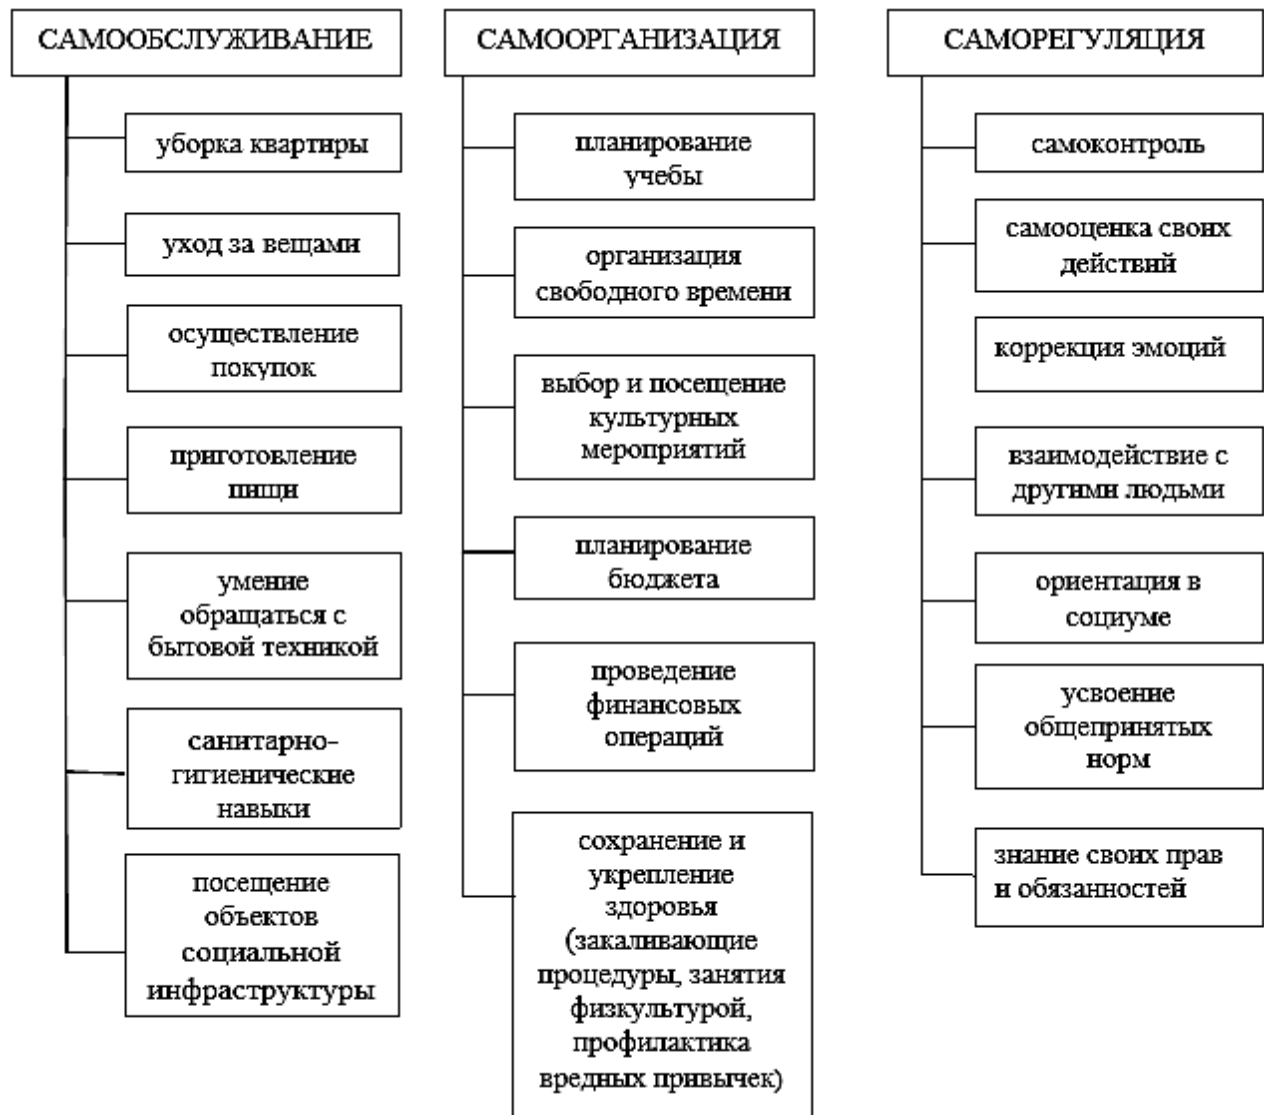 САМООБСЛУЖИВАНИЕ
уборка квартиры
уход за вещами
осуществление
покупок
приготовление
пищи
умение
обращаться с
бытовой техникой
санитарно-
гигиенические
навыки
посещение
объектов
социальной
инфраструктуры
САМООРГАНИЗАЦИЯ
планирование
учебы
организация
свободного времени
выбор и посещение
культурных
мероприятий
планирование
бюджета
проведение
финансовых
операций
сохранение и
укрепление
здоровья
(закаливающие
процедуры, занятия
физкультурой,
профилактика
вредных привычек)
САМОРЕГУЛЯЦИЯ
самоконтроль
самооценка своих
действий
коррекция эмоций
взаимодействие с
другими людьми
ориентация в
социуме
усвоение
общепринятых
норм
знание своих прав
и обязанностей